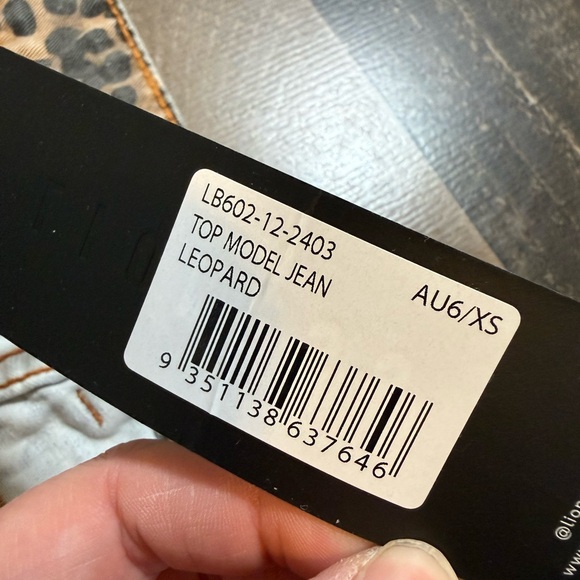 LB602-12-2403
TOP MODEL JEAN
LEOPARD
AU6/XS
9 351138 637646